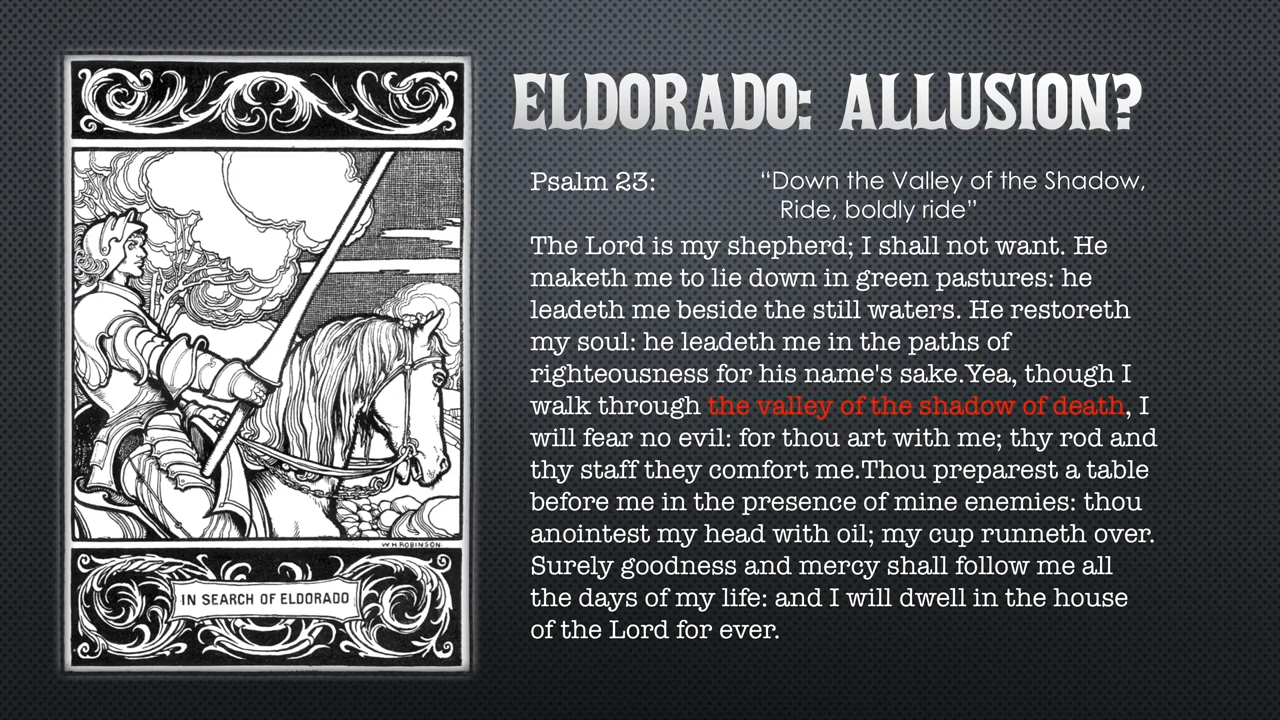 ELDORADO: ALLUSION?
Psalm 23:
“Down the Valley of the Shadow,
Ride, boldly ride”
The Lord is my shepherd; I shall not want. He
maketh me to lie down in green pastures: he
leadeth me beside the still waters. He restoreth
my soul: he leadeth me in the paths of
righteousness for his name's sake.Yea, though I
walk through the valley of the shadow of death, I
will fear no evil: for thou art with me; thy rod and
thy staff they comfort me.Thou preparest a table
before me in the presence of mine enemies: thou
anointest my head with oil; my cup runneth over.
Surely goodness and mercy shall follow me all
the days of my life: and I will dwell in the house
of the Lord for ever.
W.H.ROBINSON.
IN SEARCH OF ELDORADO